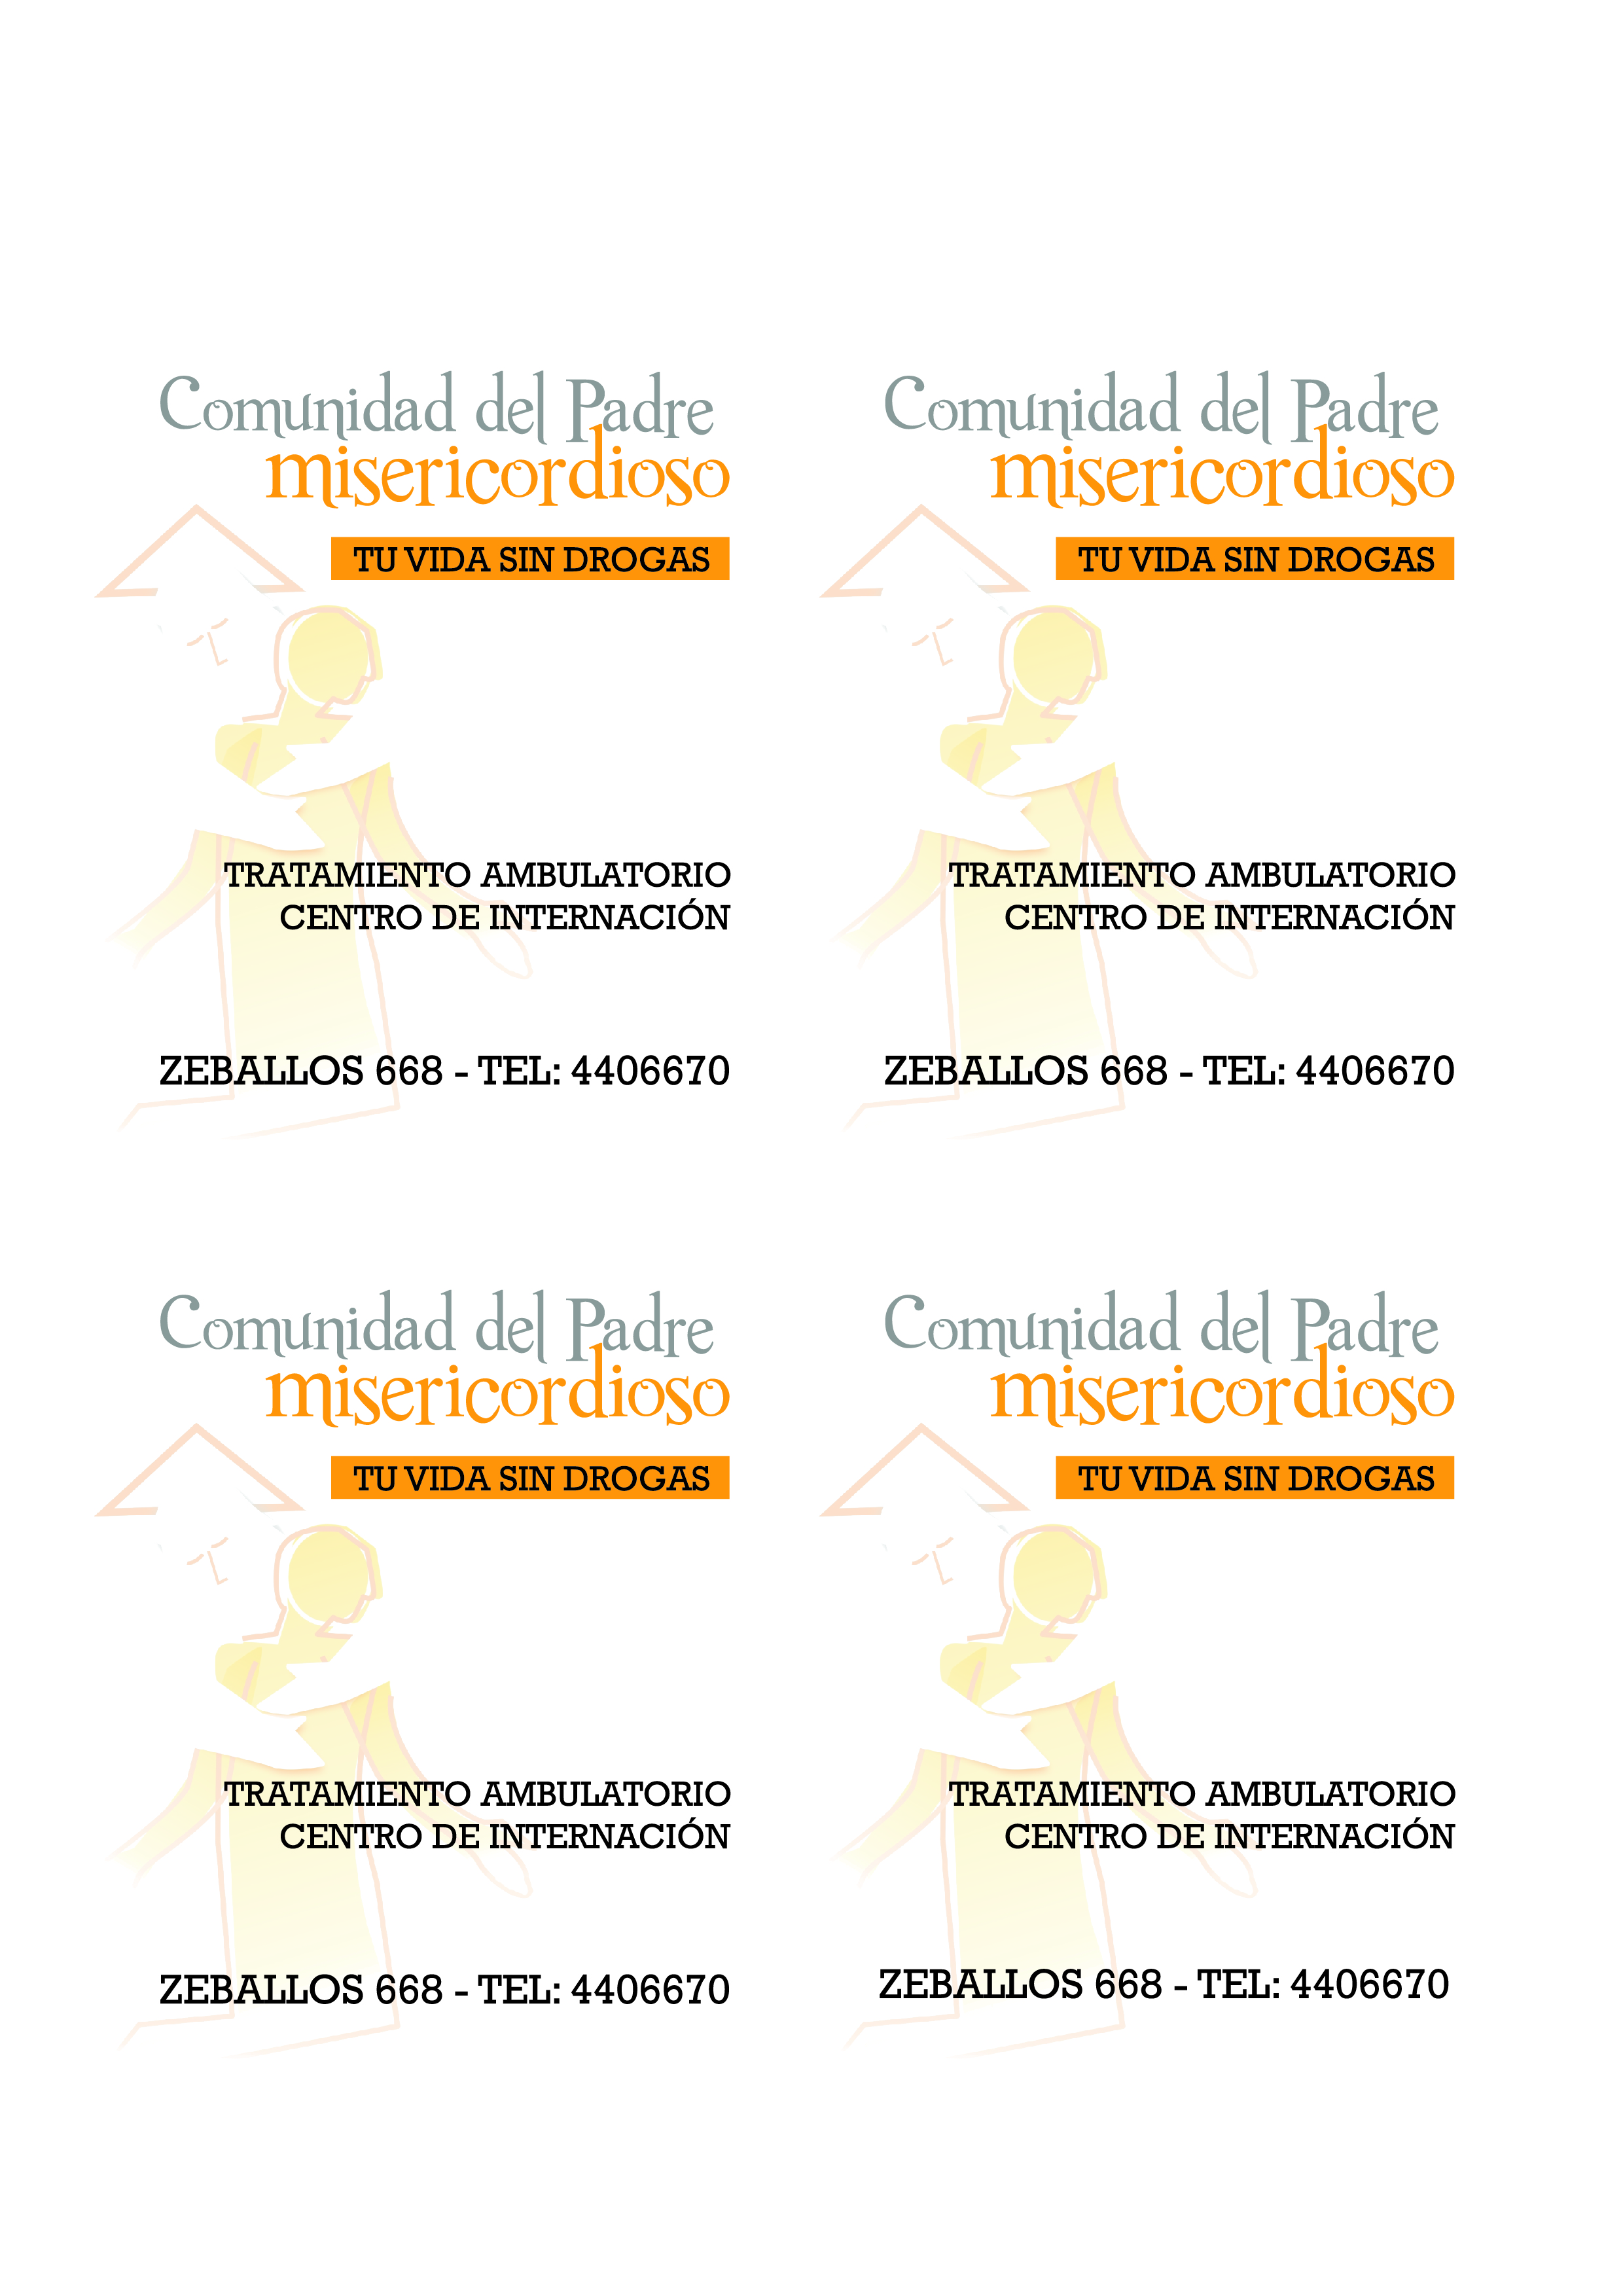 Comunidad del Padre
misericordioso
TU VIDA SIN DROGAS
TRATAMIENTO AMBULATORIO
CENTRO DE INTERNACIÓN
ZEBALLOS 668 - TEL: 4406670
Comunidad del Padre
misericordioso
TU VIDA SIN DROGAS
TRATAMIENTO AMBULATORIO
CENTRO DE INTERNACIÓN
ZEBALLOS 668 - TEL: 4406670
Comunidad del Padre
misericordioso
TU VIDA SIN DROGAS
TRATAMIENTO AMBULATORIO
CENTRO DE INTERNACIÓN
ZEBALLOS 668 - TEL: 4406670
Comunidad del Padre
misericordioso
TU VIDA SIN DROGAS
TRATAMIENTO AMBULATORIO
CENTRO DE INTERNACIÓN
ZEBALLOS 668 - TEL: 4406670